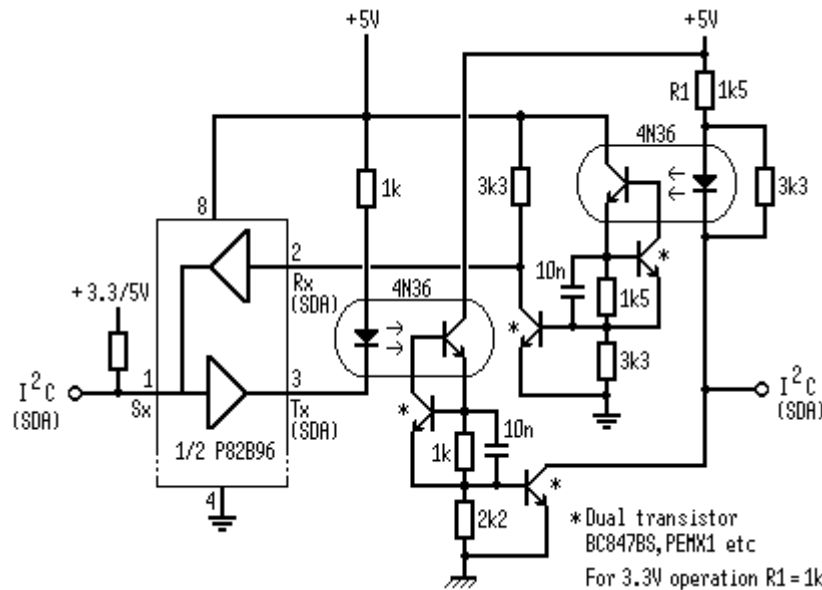 +5V
+5V
R1
1k5
4N36
1k
3k3
3k3
8
2
Rx
(SDA)
10n
*
1k5
+3.3/5V
4N36
*
3k3
I²C
(SDA)
1
Sx
3
Tx
(SDA)
I²C
(SDA)
*
10n
1k
1/2 P82B96
*
4
2k2
* Dual transistor
BC847BS, PEMX1 etc
For 3.3V operation R1 = 1k